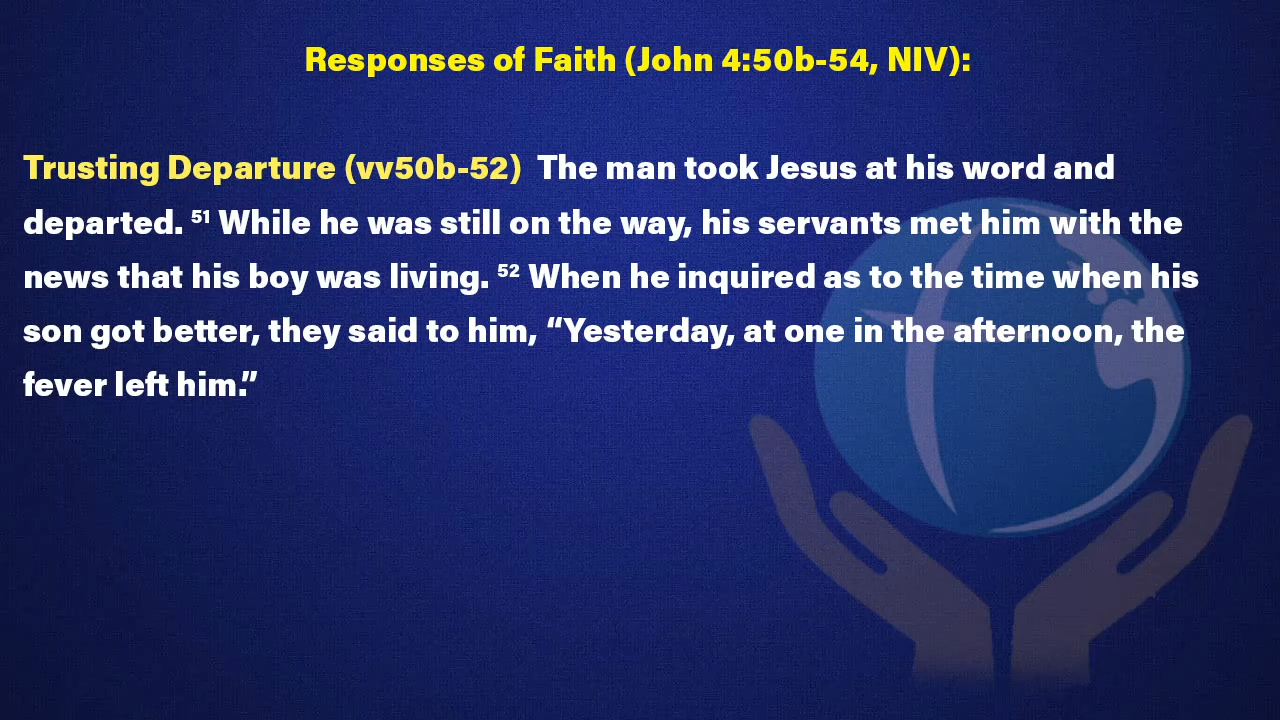 Responses of Faith (John 4:50b-54, NIV):
Trusting Departure (vv50b-52)  The man took Jesus at his word and
departed. ⁵¹ While he was still on the way, his servants met him with the
news that his boy was living. ⁵² When he inquired as to the time when his
son got better, they said to him, “Yesterday, at one in the afternoon, the
fever left him.”